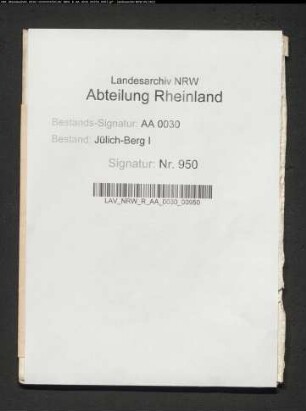 Landesarchiv NRW
Abteilung Rheinland
Bestands-Signatur: AA 0030
Bestand: Jülich-Berg I
Signatur: Nr. 950
LAV_NRW_R_AA_0030_00950